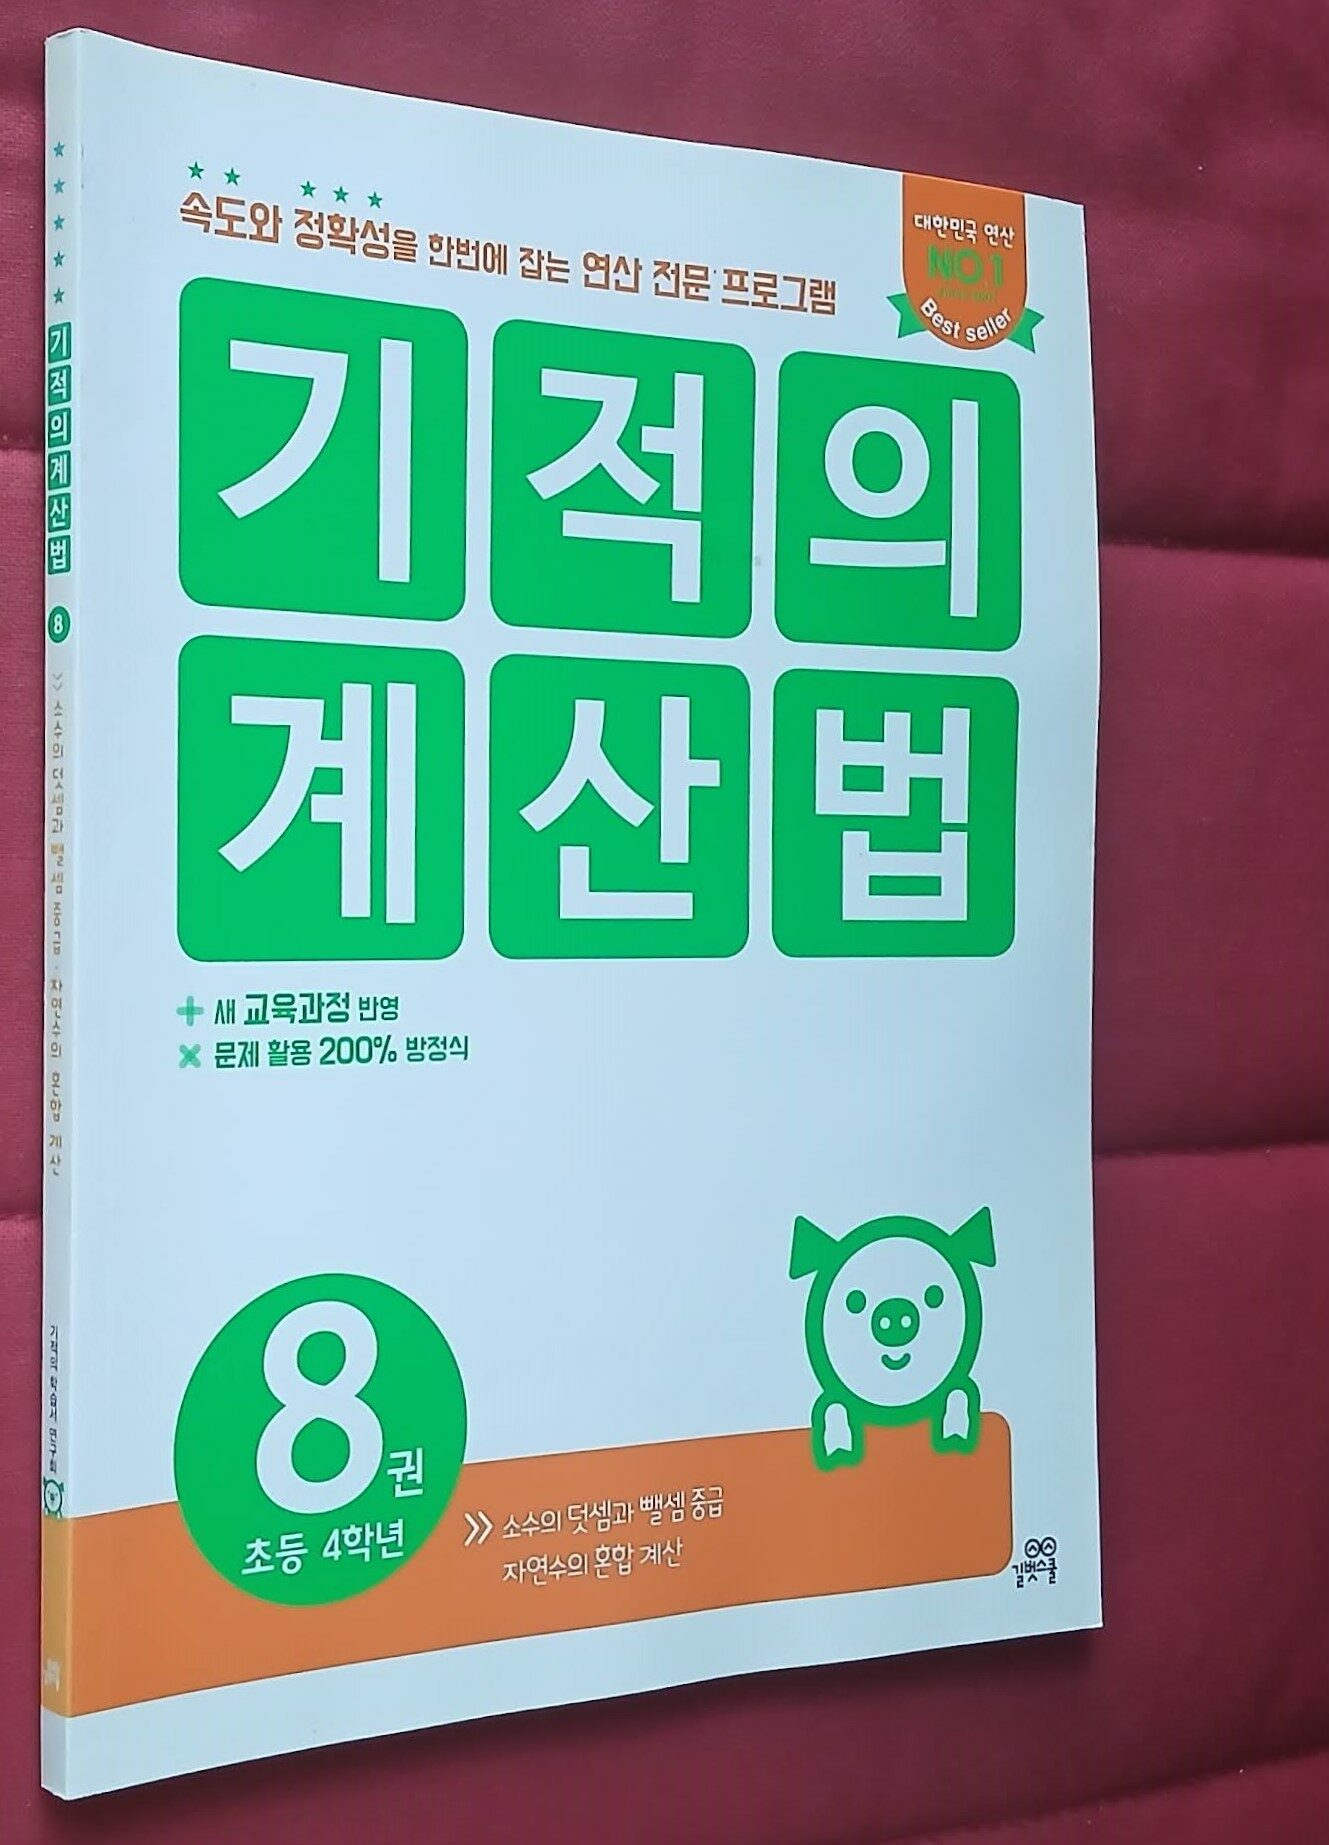 속도와 정확성을 한번에 잡는 연산 전문 프로그램
대한민국 연산
NO.1
Best seller
기적의
계산법
새 교육과정 반영
문제 활용 200% 방정식
8권
초등 4학년
소수의 덧셈과 뺄셈 중급
자연수의 혼합 계산
길벗스쿨
기적의계산법 8 소수의 덧셈과 뺄셈 중급 · 자연수의 혼합 계산
기적의 학습서 연구회